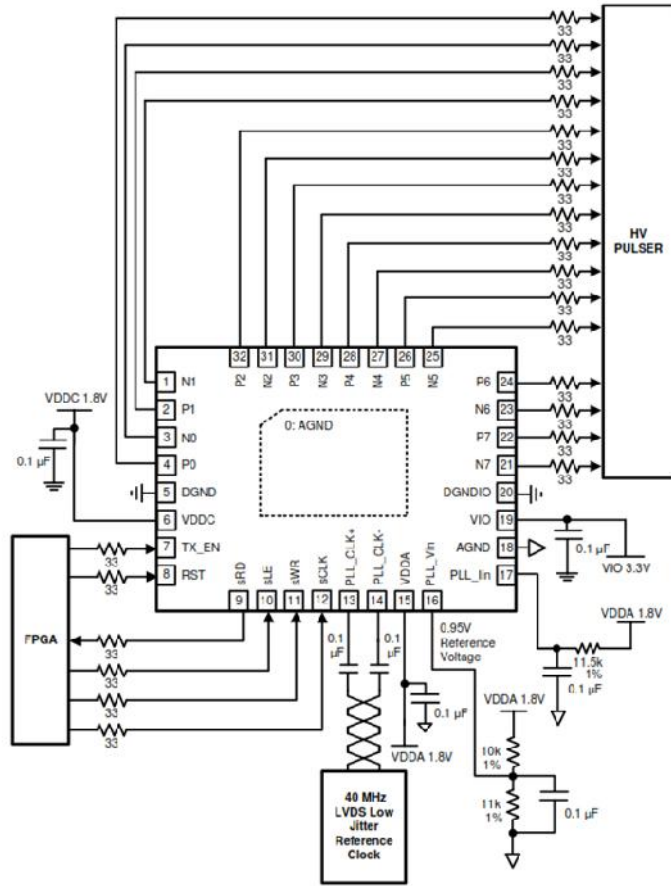 33
33
33
33
33
33
33
33
33
33
33
33
HV
PULSER
32 31 30 29 28 27 26 25
P2 N2 P3 N3 P4 N4 P5 N5
VDDC 1.8V
0.1 µF
1 N1
2 P1
3 N0
4 P0
5 DGND
6 VDDC
7 TX_EN
8 RST
0: AGND
P6 24
N6 23
P7 22
N7 21
DGNDIO 20
VIO 19
AGND 18
PLL_Iin 17
33
33
33
33
0.1
µF
VIO 3.3V
sRD sLE sWR sCLK PLL_CLK+ PLL_CLK- VDDA PLL_Vin
9 10 11 12 13 14 15 16
FPGA
33
33
33
33
33
33
0.1
µF
0.1
µF
0.95V
Reference
Voltage
0.1 µF
VDDA 1.8V
VDDA 1.8V
11.5k
1%
0.1 µF
VDDA 1.8V
10k
1%
11k
1%
0.1 µF
40 MHz
LVDS Low
Jitter
Reference
Clock